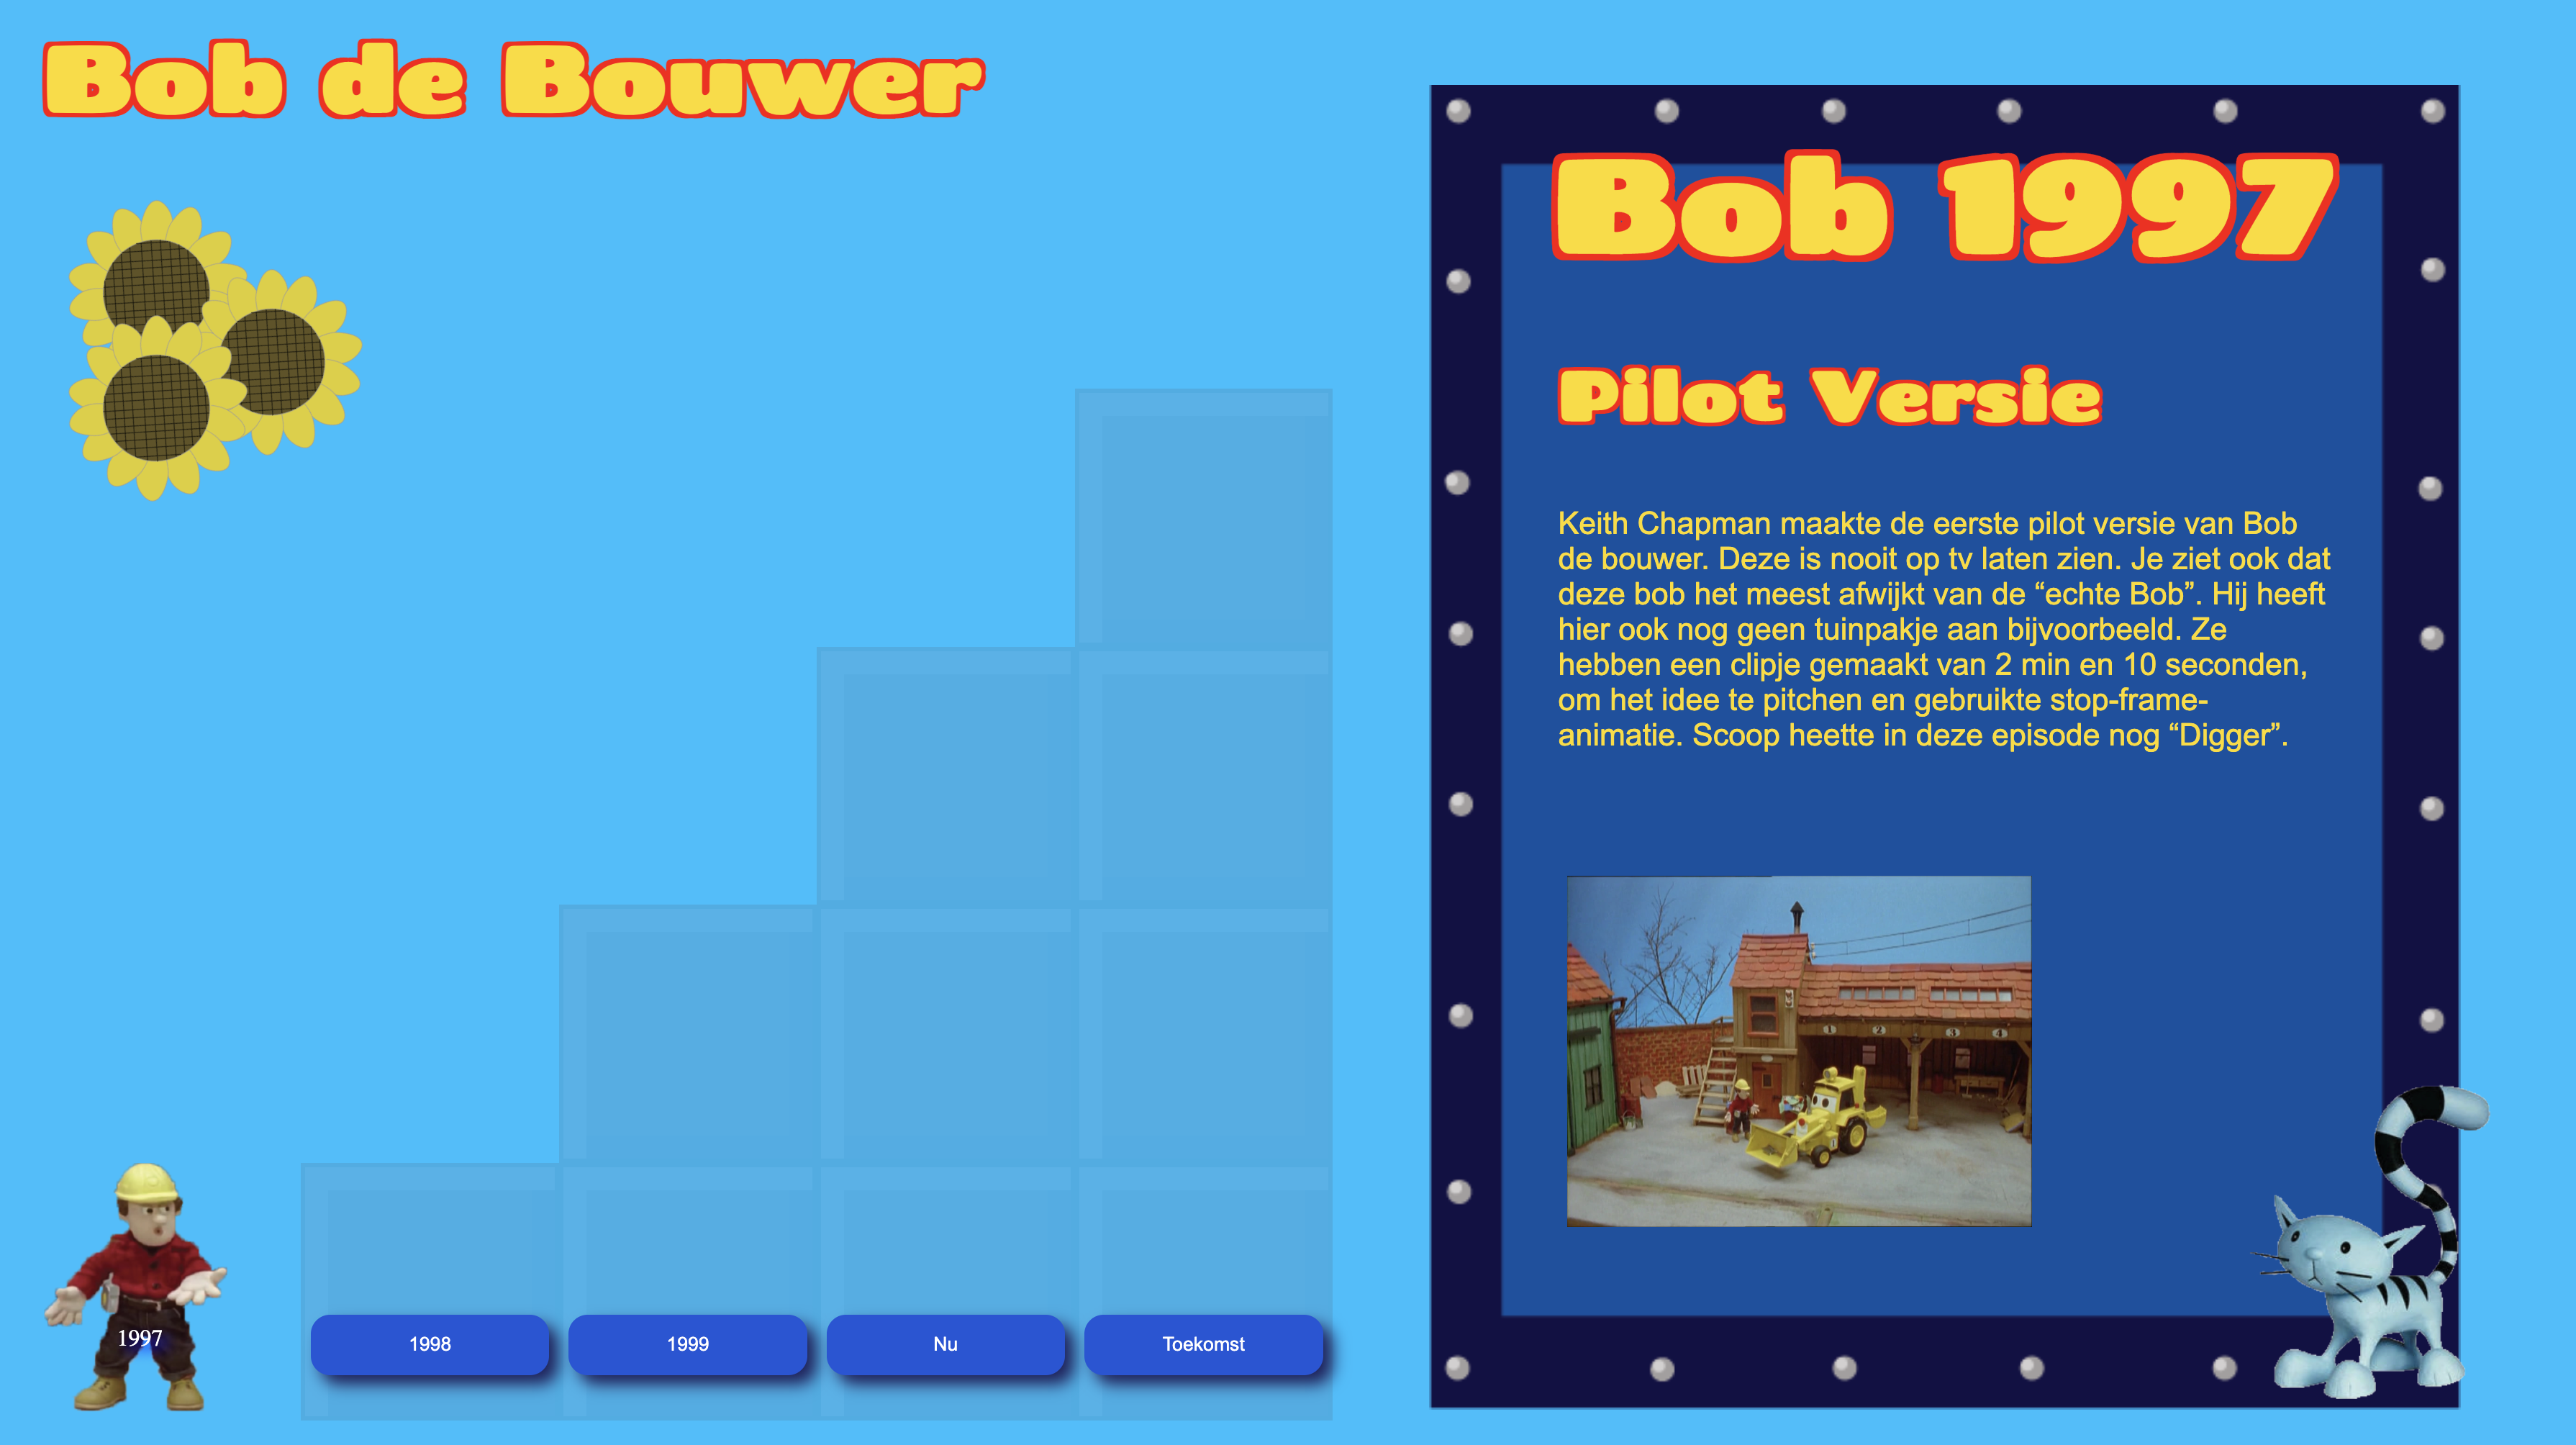 Bob de Bouwer
Bob 1997
Pilot Versie
Keith Chapman maakte de eerste pilot versie van Bob
de bouwer. Deze is nooit op tv laten zien. Je ziet ook dat
deze bob het meest afwijkt van de “echte Bob”. Hij heeft
hier ook nog geen tuinpakje aan bijvoorbeeld. Ze
hebben een clipje gemaakt van 2 min en 10 seconden,
om het idee te pitchen en gebruikte stop-frame-
animatie. Scoop heette in deze episode nog “Digger”.
1 2 3 4
1997
1998
1999
Nu
Toekomst